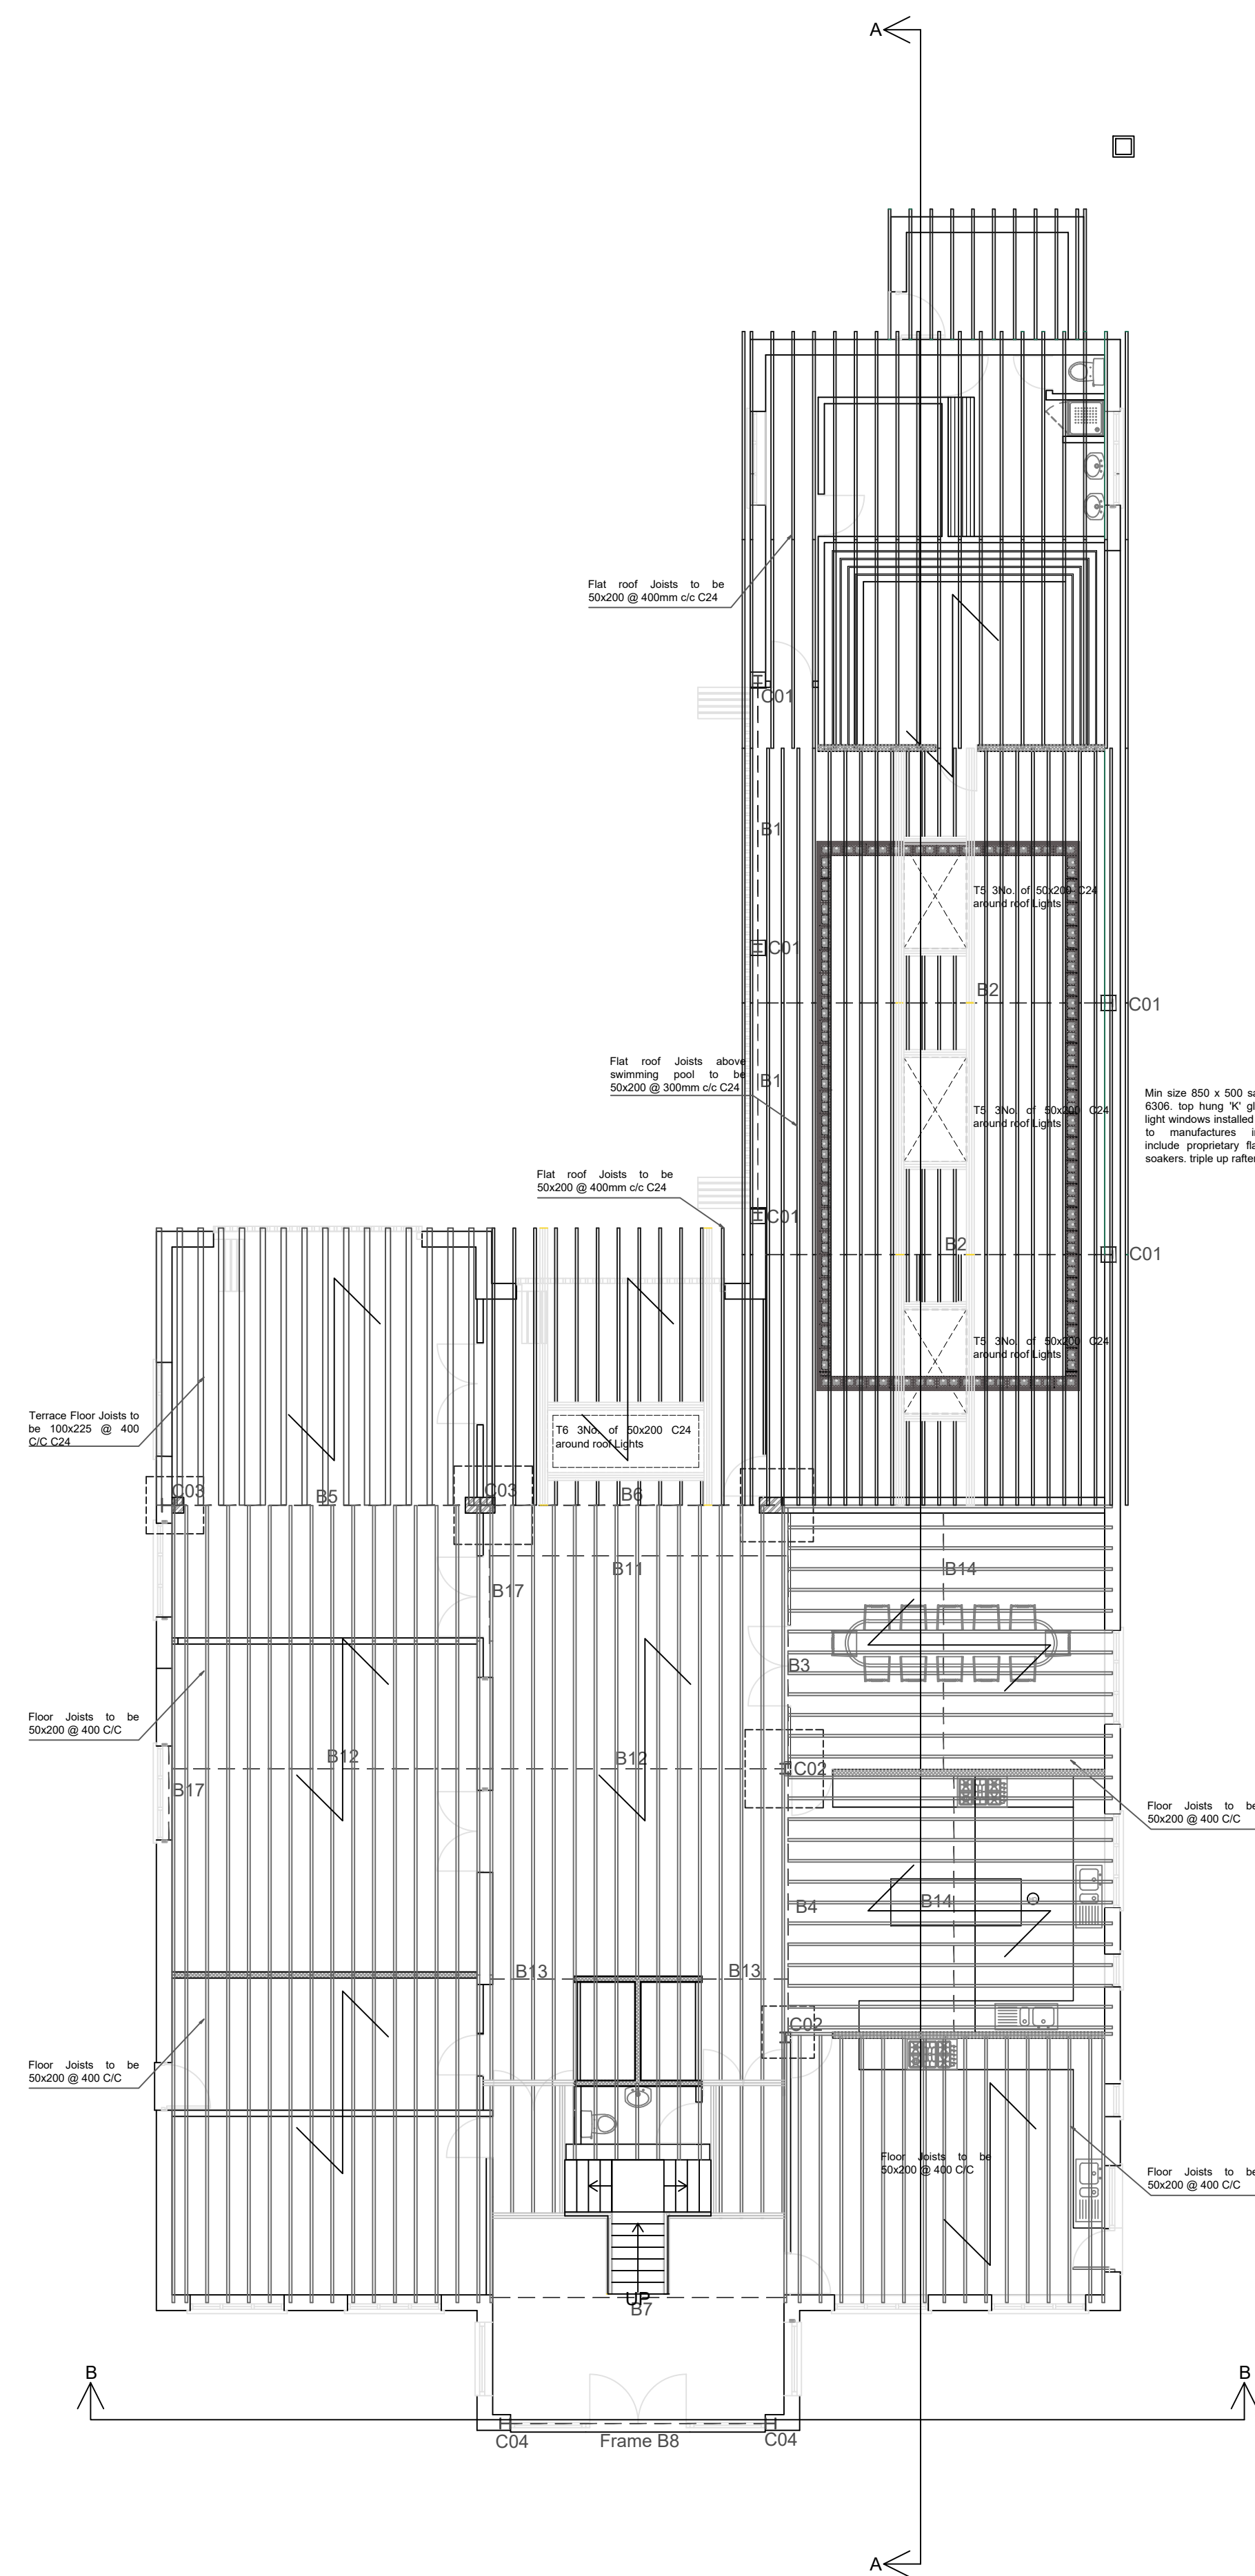 A
Flat roof Joists to be
50x200 @ 400mm c/c C24
C01
B1
T5 3No. of 50x200 C24
around roof Lights
C01
B2
C01
Flat roof Joists above
swimming pool to be
50x200 @ 300mm c/c C24
B1
T5 3No. of 50x200 C24
around roof Lights
Min size 850 x 500
6306. top hung 'K'
light windows installed
to manufactures
include proprietary
soakers. triple up
Flat roof Joists to be
50x200 @ 400mm c/c C24
C01
B2
C01
T5 3No. of 50x200 C24
around roof Lights
Terrace Floor Joists to
be 100x225 @ 400
C/C C24
T6 3No. of 50x200 C24
around roof Lights
C03
B5
C03
B6
B11
B14
B17
B3
Floor Joists to be
50x200 @ 400 C/C
B12
B12
C02
B17
Floor Joists to be
50x200 @ 400 C/C
B14
B4
B13
B13
C02
Floor Joists to be
50x200 @ 400 C/C
Floor Joists to be
50x200 @ 400 C/C
Floor Joists to be
50x200 @ 400 C/C
UP
B7
B
B
C04
Frame B8
C04
A